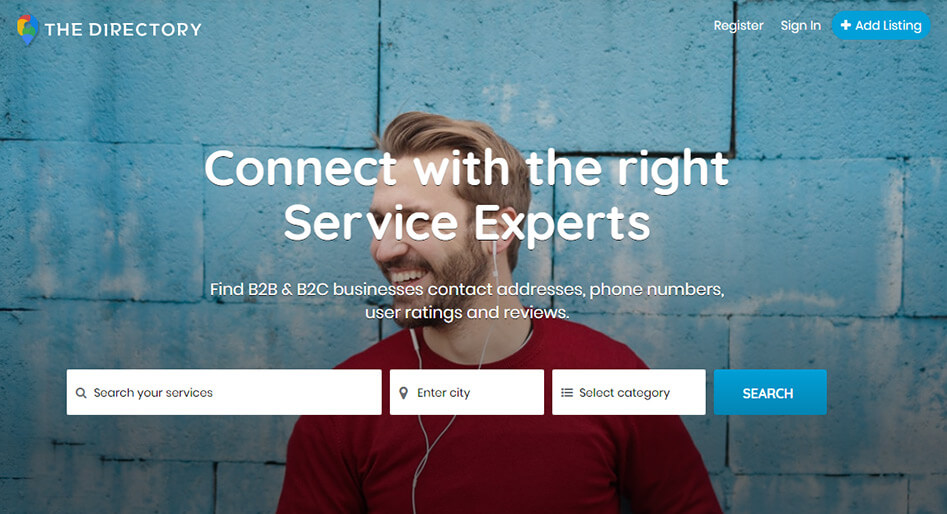 THE DIRECTORY
Register
Sign In
+ Add Listing
Connect with the right
Service Experts
Find B2B & B2C businesses contact addresses, phone numbers,
user ratings and reviews.
Search your services
Enter city
Select category
SEARCH